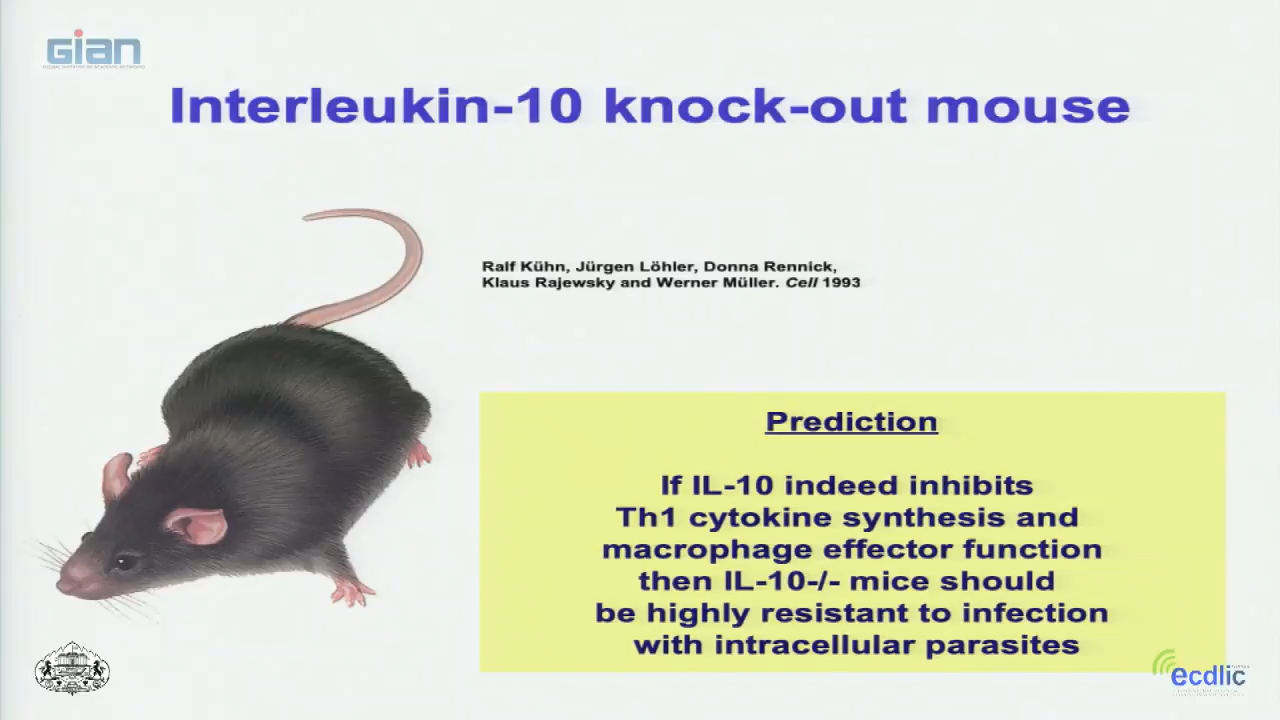 GIAN
Interleukin-10 knock-out mouse
Ralf Kühn, Jürgen Löhler, Donna Rennick,
Klaus Rajewsky and Werner Müller. Cell 1993
Prediction
If IL-10 indeed inhibits
Th1 cytokine synthesis and
macrophage effector function
then IL-10-/- mice should
be highly resistant to infection
with intracellular parasites
ecdlic